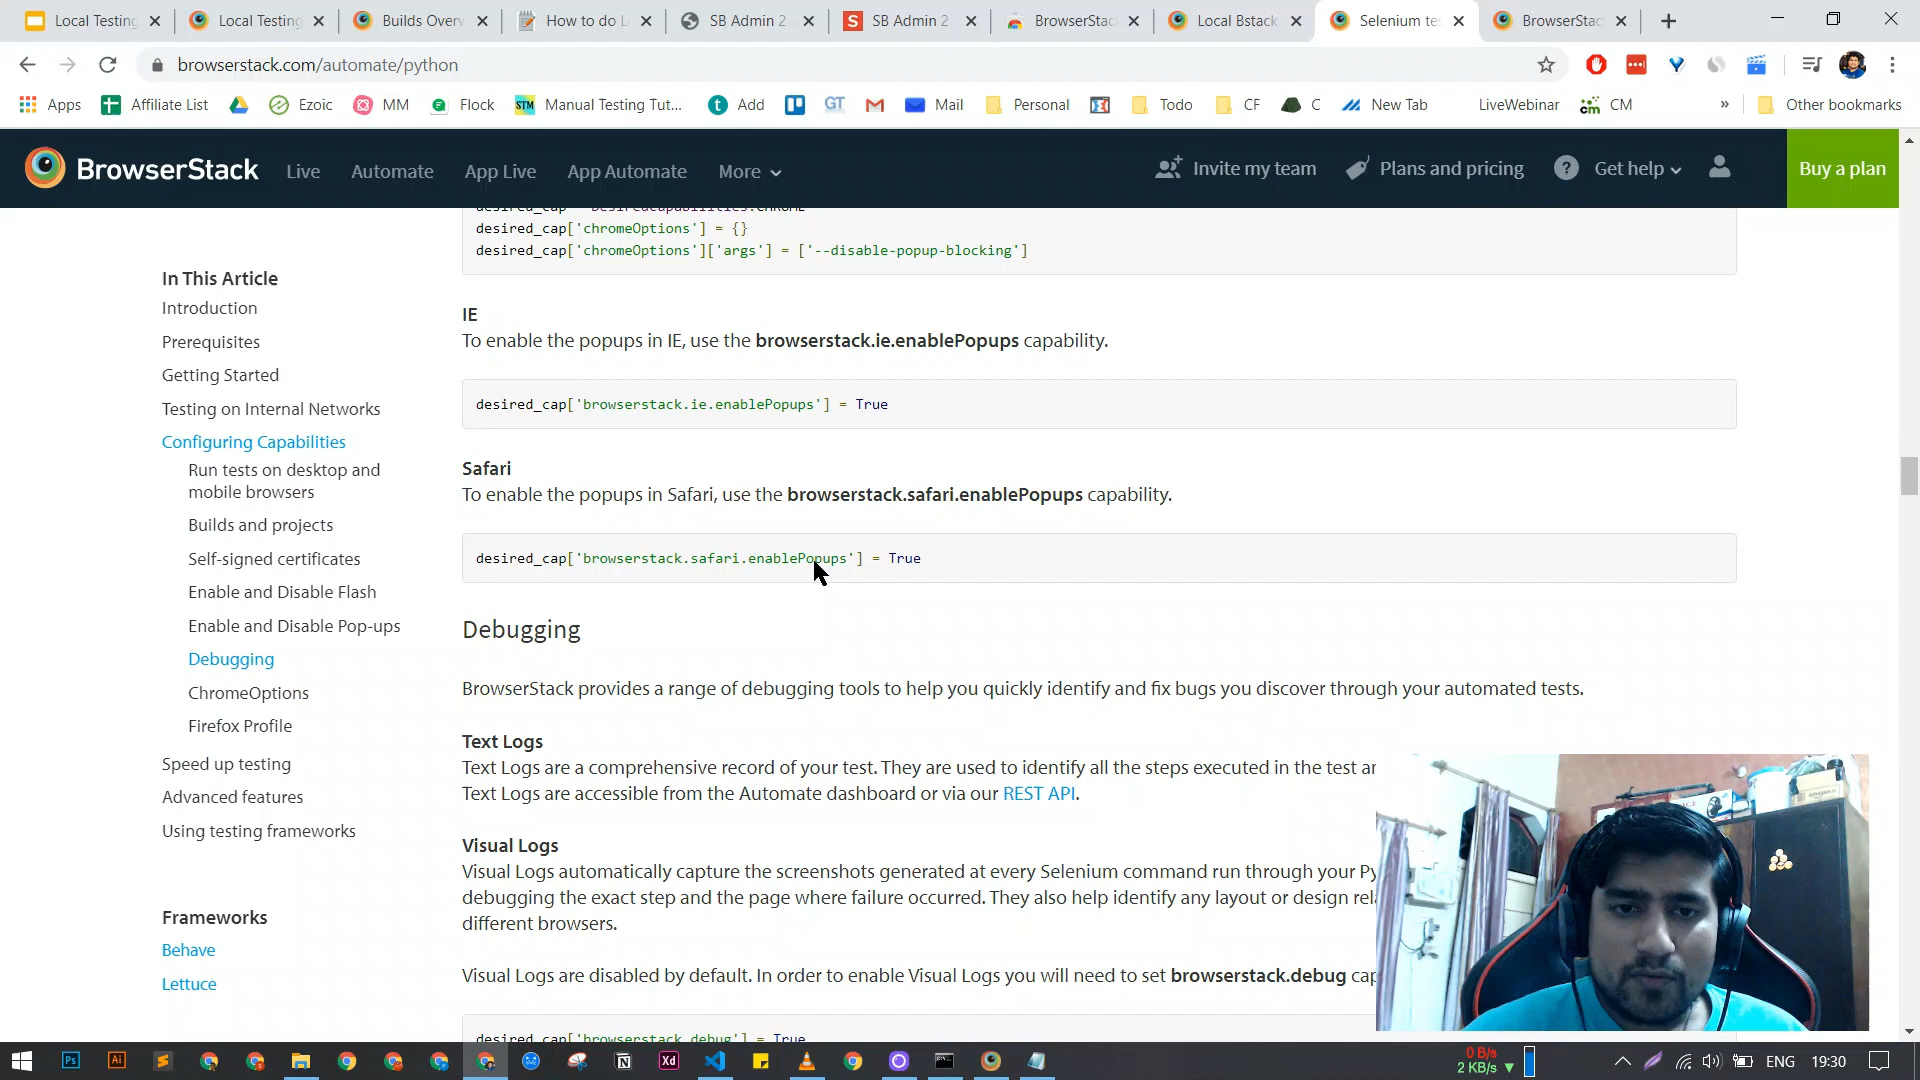 Local Testing
Local Testing
Builds Overv
How to do L
SB Admin 2
SB Admin 2
BrowserStac
Local Bstack
Selenium te
BrowserStac
browserstack.com/automate/python
Apps
Affiliate List
Ezoic
MM
Flock
STM
Manual Testing Tut...
Add
GT
Mail
Personal
Todo
CF
C
New Tab
LiveWebinar
CM
»
Other bookmarks
BrowserStack
Live
Automate
App Live
App Automate
More
Invite my team
Plans and pricing
Get help
Buy a plan
In This Article
Introduction
Prerequisites
Getting Started
Testing on Internal Networks
Configuring Capabilities
Run tests on desktop and
mobile browsers
Builds and projects
Self-signed certificates
Enable and Disable Flash
Enable and Disable Pop-ups
Debugging
ChromeOptions
Firefox Profile
Speed up testing
Advanced features
Using testing frameworks
Frameworks
Behave
Lettuce
desired_cap['chromeOptions'] = {}
desired_cap['chromeOptions']['args'] = ['--disable-popup-blocking']
IE
To enable the popups in IE, use the browserstack.ie.enablePopups capability.
desired_cap['browserstack.ie.enablePopups'] = True
Safari
To enable the popups in Safari, use the browserstack.safari.enablePopups capability.
desired_cap['browserstack.safari.enablePopups'] = True
Debugging
BrowserStack provides a range of debugging tools to help you quickly identify and fix bugs you discover through your automated tests.
Text Logs
Text Logs are a comprehensive record of your test. They are used to identify all the steps executed in the test ar
Text Logs are accessible from the Automate dashboard or via our REST API.
Visual Logs
Visual Logs automatically capture the screenshots generated at every Selenium command run through your Py
debugging the exact step and the page where failure occurred. They also help identify any layout or design rel
different browsers.
Visual Logs are disabled by default. In order to enable Visual Logs you will need to set browserstack.debug cap
desired_cap['browserstack.debug'] = True
Ps
Ai
Xd
0 B/s
2 KB/s
ENG
19:30